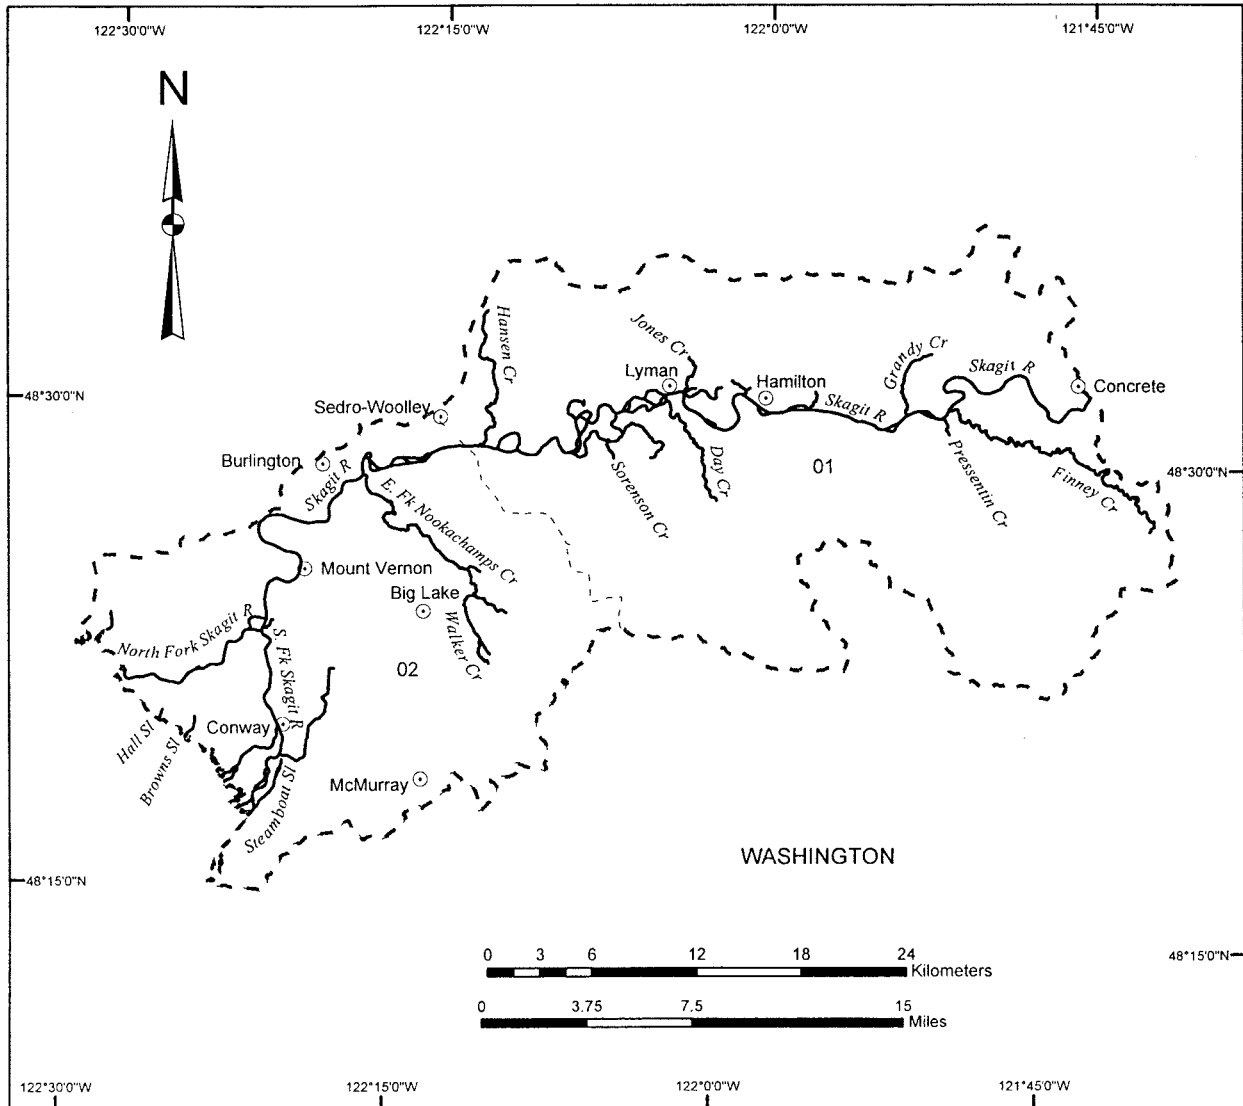 122°30'0"W
122°15'0"W
122°0'0"W
121°45'0"W
N
Hansen Cr
Jones Cr
Grandy Cr
Skagit R
Lyman
Hamilton
Concrete
48°30'0"N
Sedro-Woolley
Skagit R
Burlington
Skagit R
Sorenson Cr
Day Cr
01
Pressentin Cr
Finney Cr
48°30'0"N
E. Fk Nookachamps Cr
Mount Vernon
Big Lake
Walker Cr
North Fork Skagit R
S. Fk Skagit R
02
Hall Sl
Browns Sl
Conway
Steamboat Sl
McMurray
WASHINGTON
48°15'0"N
0 3 6 12 18 24
Kilometers
48°15'0"N
0 3.75 7.5 15
Miles
122°30'0"W
122°15'0"W
122°0'0"W
121°45'0"W